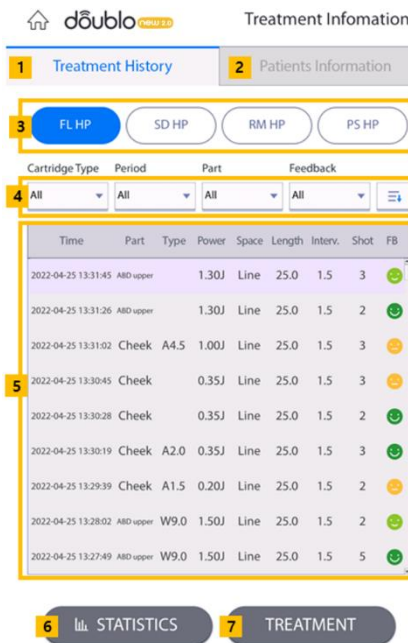 doublo new 2.0
Treatment Infomation
1 Treatment History
2 Patients Information
3 FL HP SD HP RM HP PS HP
Cartridge Type Period Part Feedback
4 All All All All
Time Part Type Power Space Length Interv. Shot FB
2022-04-25 13:31:45 ABD upper 1.30J Line 25.0 1.5 3
2022-04-25 13:31:26 ABD upper 1.30J Line 25.0 1.5 2
2022-04-25 13:31:02 Cheek A4.5 1.00J Line 25.0 1.5 3
5
2022-04-25 13:30:45 Cheek 0.35J Line 25.0 1.5 3
2022-04-25 13:30:28 Cheek 0.35J Line 25.0 1.5 2
2022-04-25 13:30:19 Cheek A2.0 0.35J Line 25.0 1.5 3
2022-04-25 13:29:39 Cheek A1.5 0.20J Line 25.0 1.5 2
2022-04-25 13:28:02 ABD upper W9.0 1.50J Line 25.0 1.5 2
2022-04-25 13:27:49 ABD upper W9.0 1.50J Line 25.0 1.5 5
6 STATISTICS
7 TREATMENT